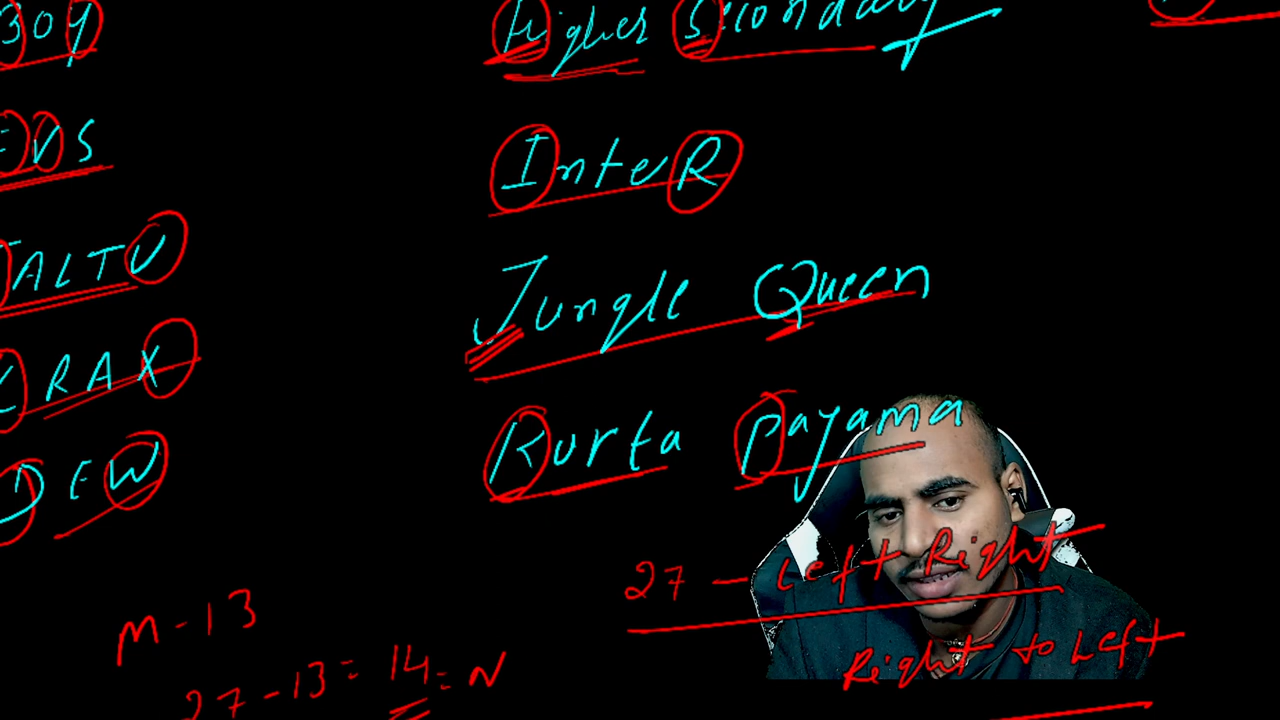 Higher Secondary
EVS
InteR
ALTU
Jungle Queen
RAX
Kurta Payama
DEW
27 - Left Right
M - 13
Right to Left
27 - 13 = 14 = N